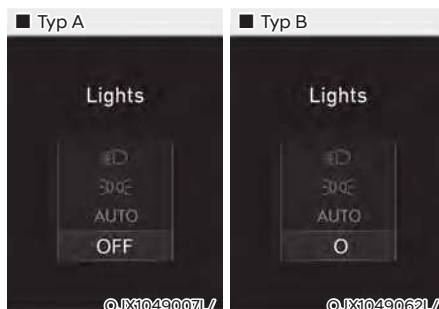 ■ Typ A
Lights
AUTO
OFF
OJX1049007L/
■ Typ B
Lights
AUTO
O
OJX1049062L/